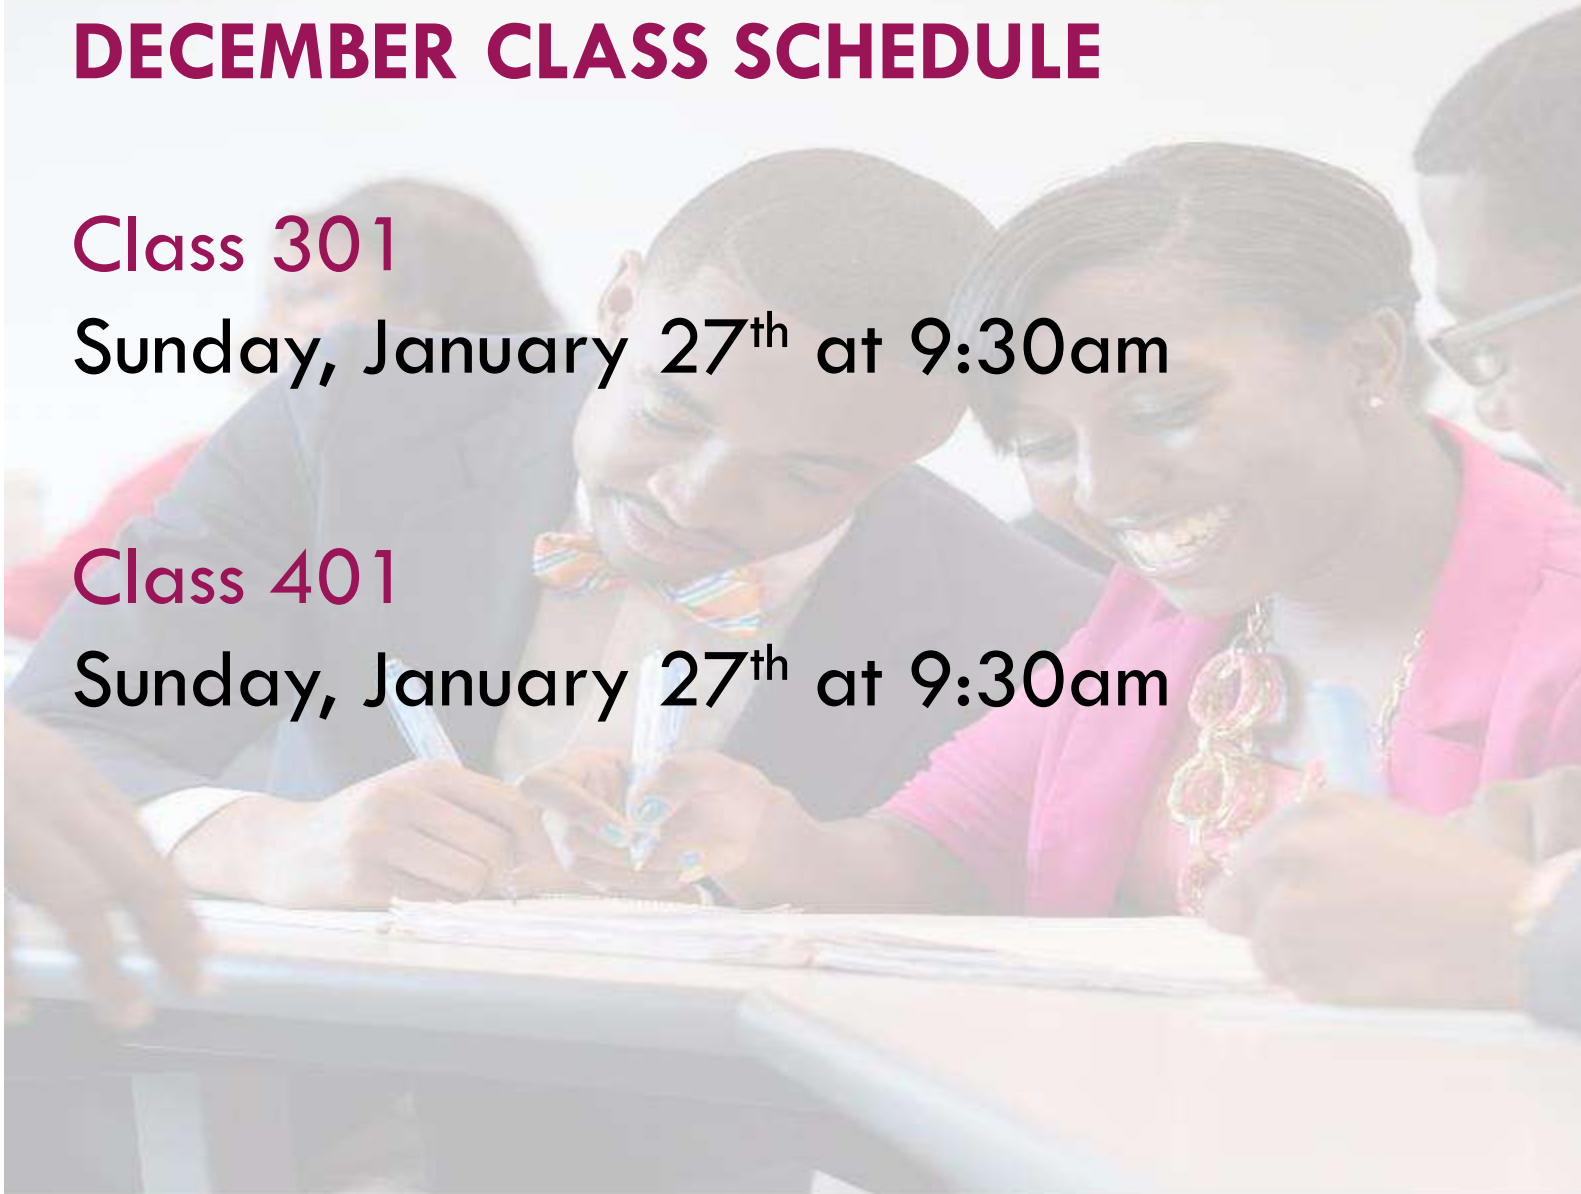 DECEMBER CLASS SCHEDULE
Class 301
Sunday, January 27th at 9:30am
Class 401
Sunday, January 27th at 9:30am